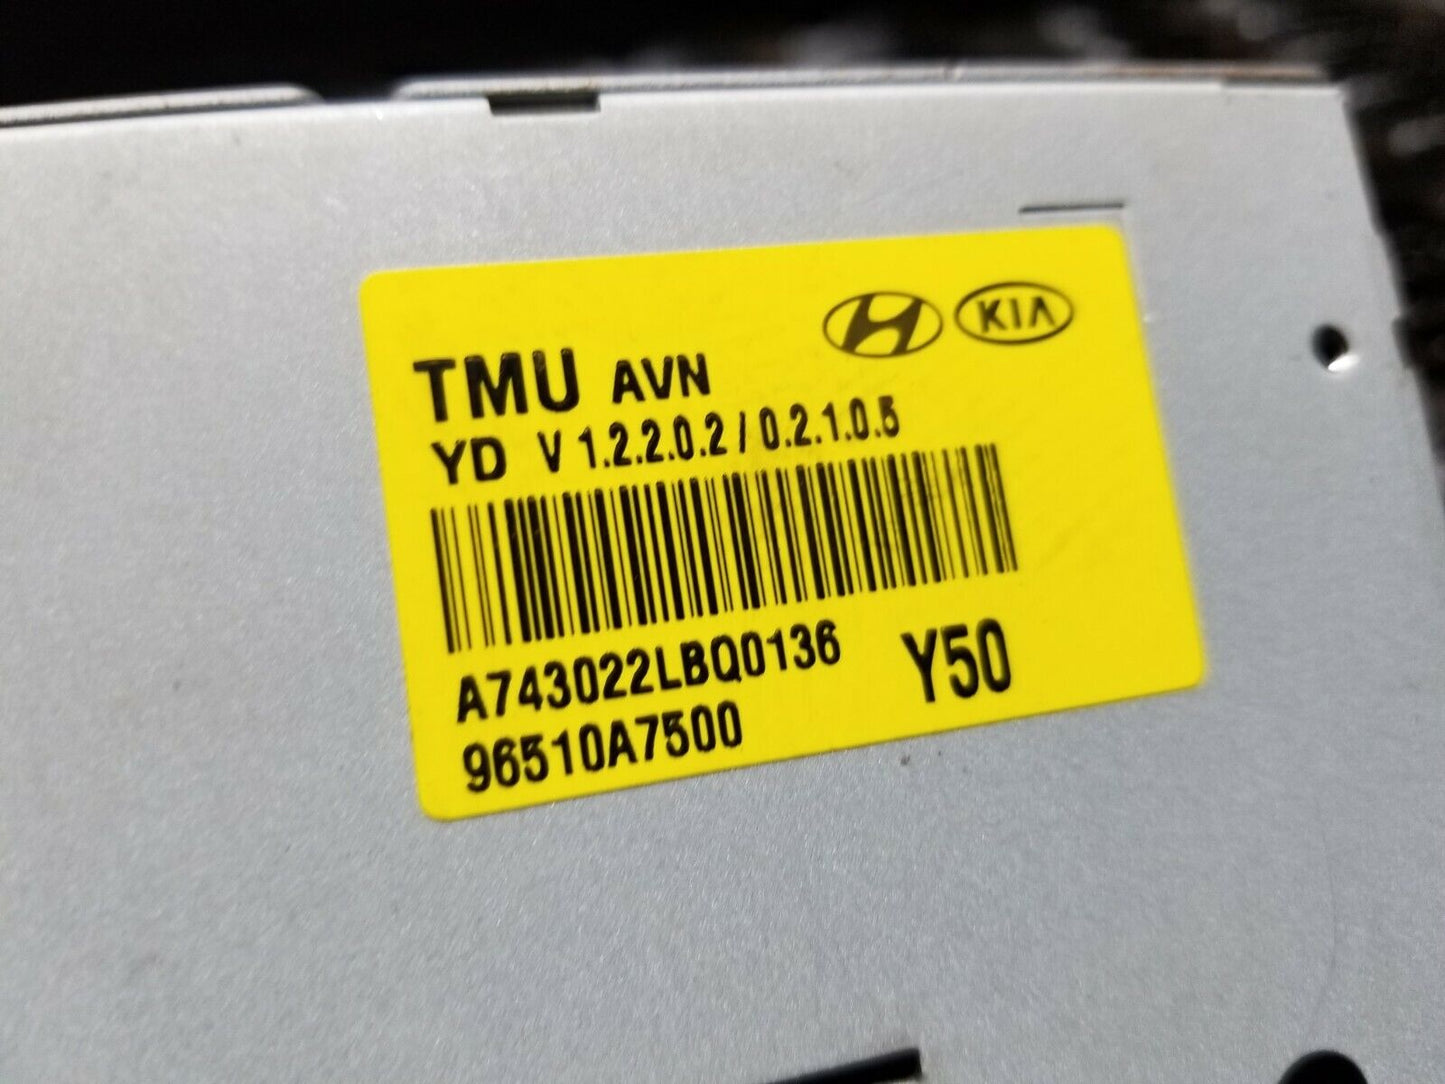 KIA
TMU AVN
YD V 1.2.2.0.2 / 0.2.1.0.5
A743022LBQ0136 Y50
96510A7500